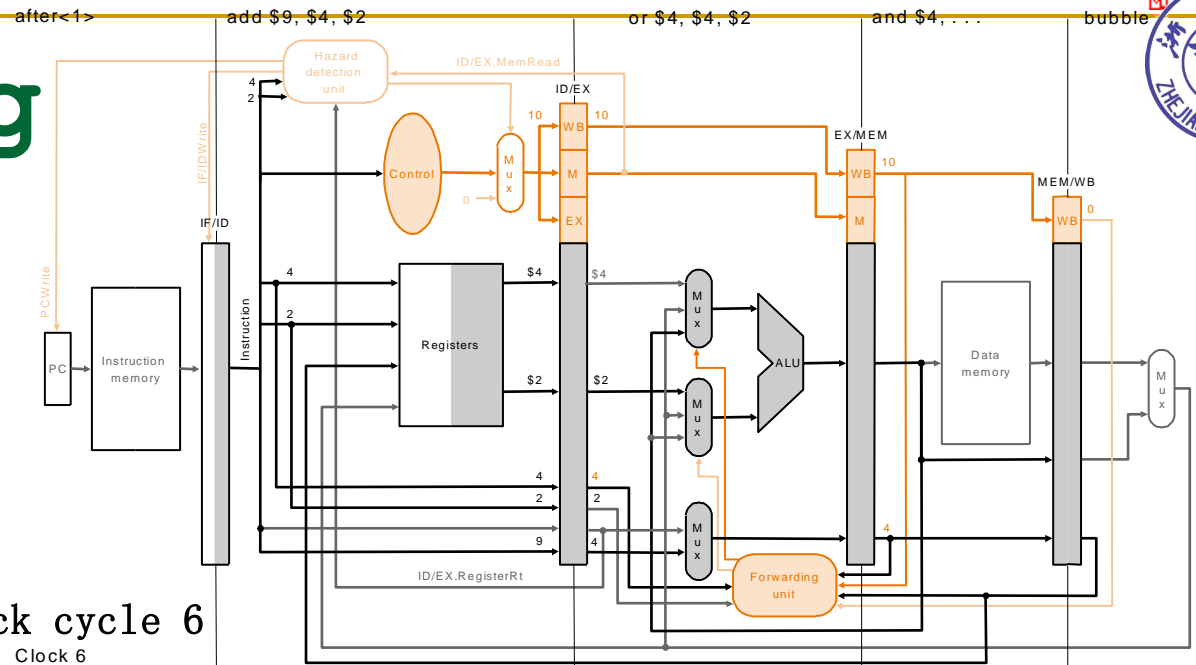 after<1>
add $9, $4, $2
or $4, $4, $2
and $4, . . .
bubble
Hazard
detection
unit
ID/EX.MemRead
4
2
ID/EX
10
WB
10
EX/MEM
IF/IDWrite
Control
M
u
x
M
WB
10
MEM/WB
0
EX
M
WB
0
IF/ID
PCWrite
4
$4
$4
M
u
x
Instruction
2
Registers
Instruction
memory
PC
ALU
Data
memory
M
u
x
$2
$2
M
u
x
4
4
2
2
M
u
x
9
4
4
ID/EX.RegisterRt
Forwarding
unit
ck cycle 6
Clock 6
g
ZHEJIA
浙